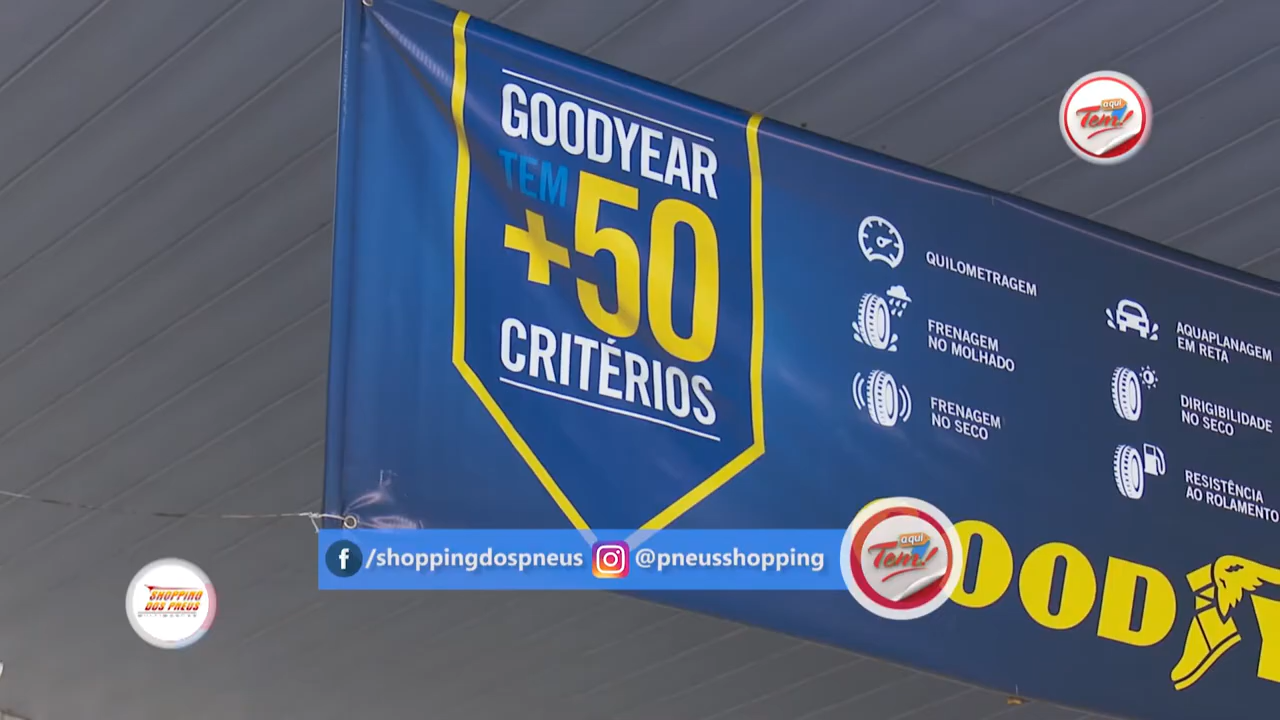 GOODYEAR
TEM
+50
CRITÉRIOS
QUILOMETRAGEM
FRENAGEM
NO MOLHADO
FRENAGEM
NO SECO
AQUAPLANAGEM
EM RETA
DIRIGIBILIDADE
NO SECO
RESISTÊNCIA
AO ROLAMENTO
OOD Y
aqui
Tem!
/shoppingdospneus @pneusshopping
aqui
Tem!
SHOPPING
DOS PNEUS